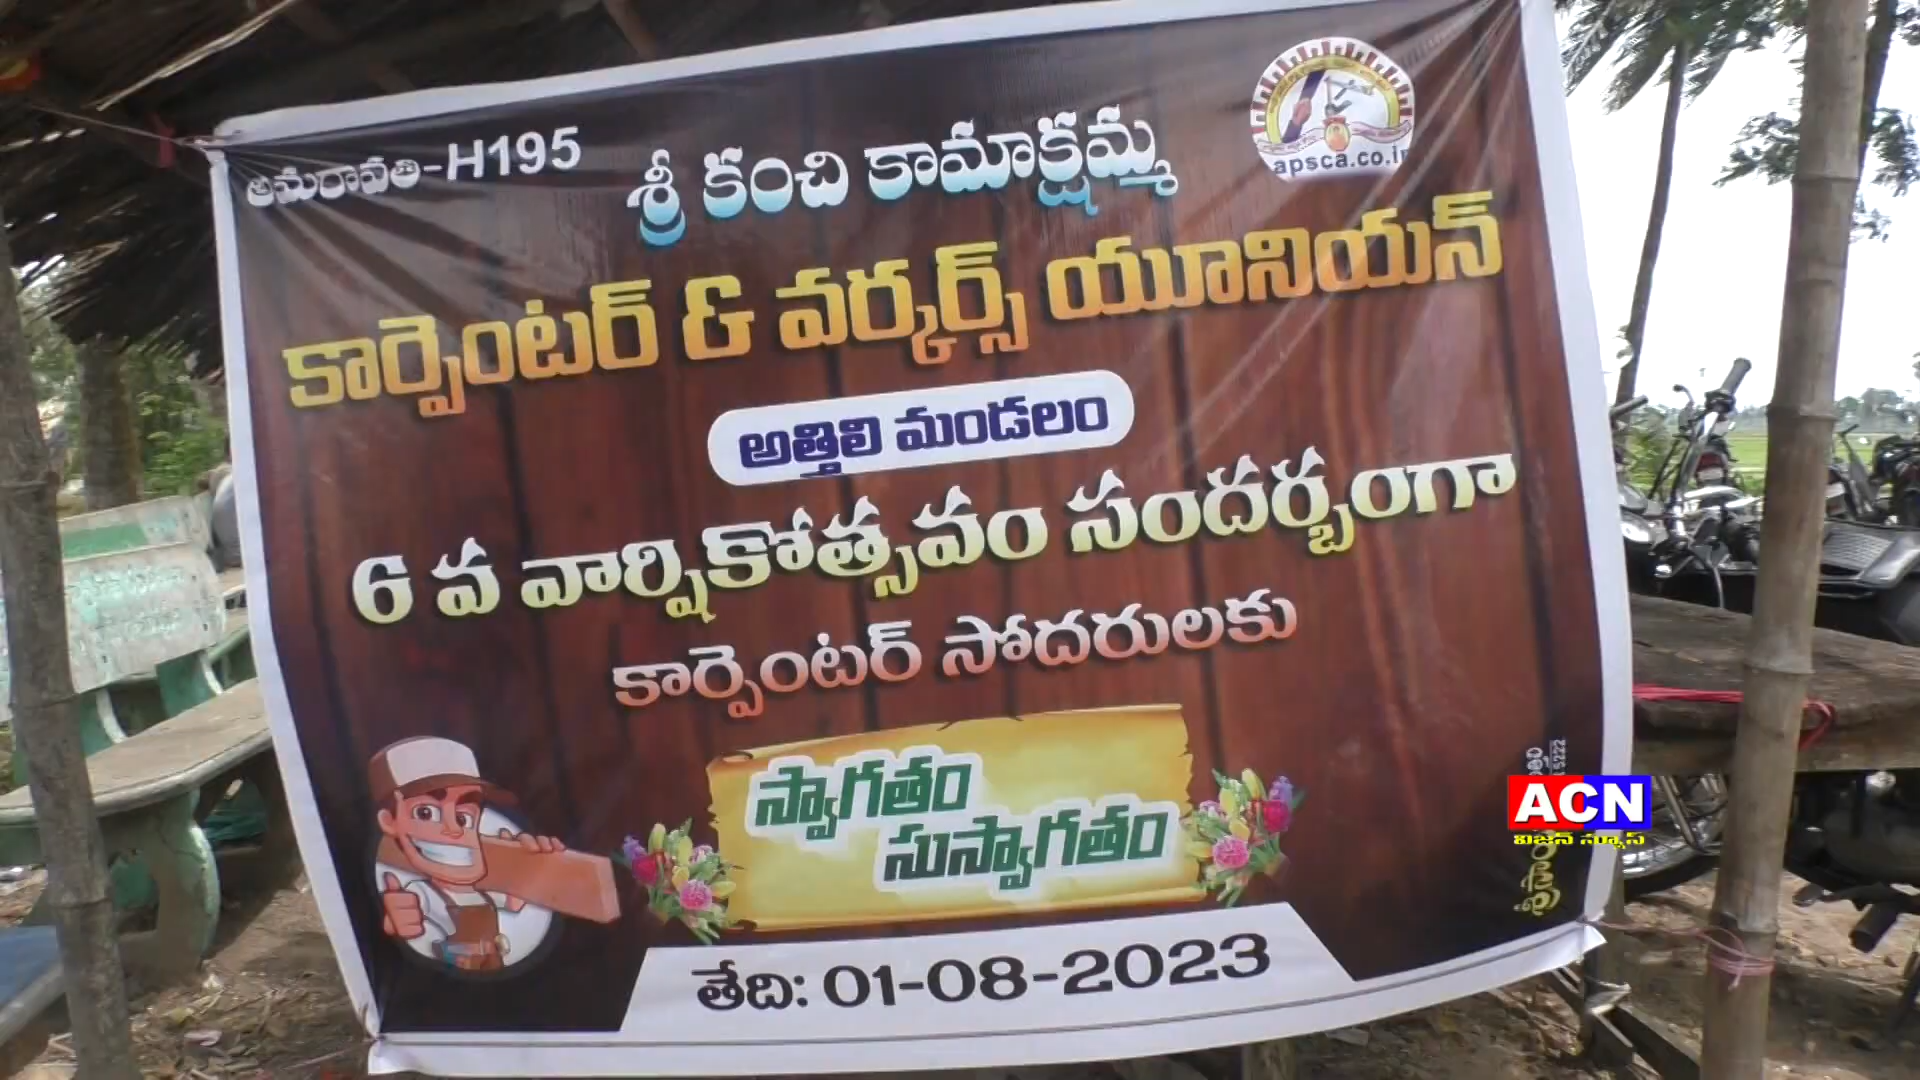 అమరావతి-H195
apsca.co.in
శ్రీ కంచి కామాక్షమ్మ
కార్పెంటర్ & వర్కర్స్ యూనియన్
అత్తిలి మండలం
6 వ వార్షికోత్సవం సందర్భంగా
కార్పెంటర్ సోదరులకు
స్వాగతం
సుస్వాగతం
తేది: 01-08-2023
ACN
విజన్ న్యూస్